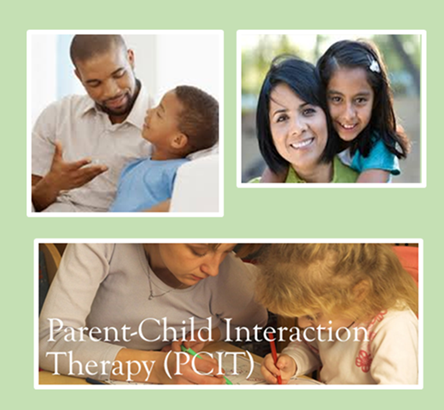 Parent-Child Interaction
Therapy (PCIT)